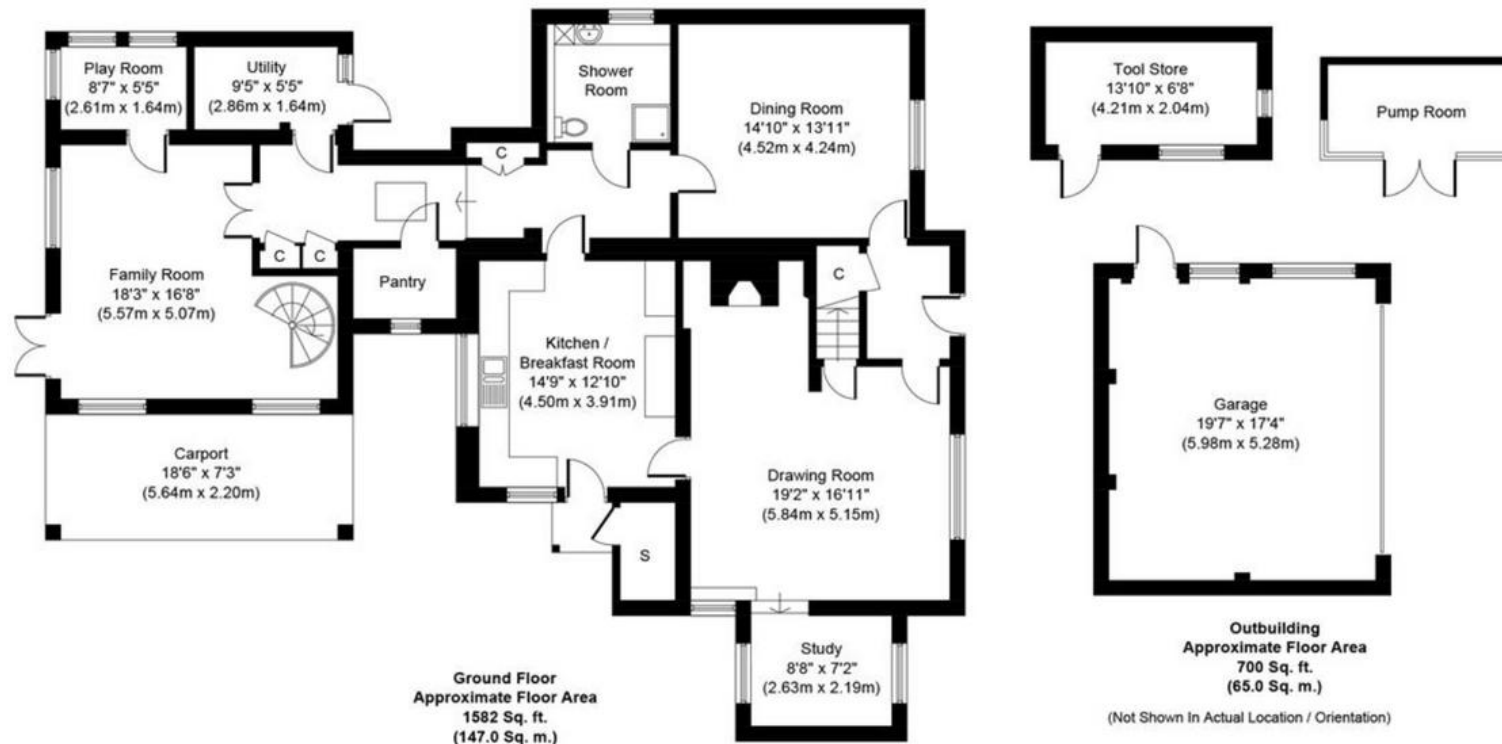 Play Room
8'7" x 5'5"
(2.61m x 1.64m)
Utility
9'5" x 5'5"
(2.86m x 1.64m)
Shower
Room
Dining Room
14'10" x 13'11"
(4.52m x 4.24m)
C
C
C
Family Room
18'3" x 16'8"
(5.57m x 5.07m)
Pantry
Kitchen /
Breakfast Room
14'9" x 12'10"
(4.50m x 3.91m)
C
Carport
18'6" x 7'3"
(5.64m x 2.20m)
Drawing Room
19'2" x 16'11"
(5.84m x 5.15m)
S
Study
8'8" x 7'2"
(2.63m x 2.19m)
Ground Floor
Approximate Floor Area
1582 Sq. ft.
(147.0 Sq. m.)
Tool Store
13'10" x 6'8"
(4.21m x 2.04m)
Pump Room
Garage
19'7" x 17'4"
(5.98m x 5.28m)
Outbuilding
Approximate Floor Area
700 Sq. ft.
(65.0 Sq. m.)
(Not Shown In Actual Location / Orientation)